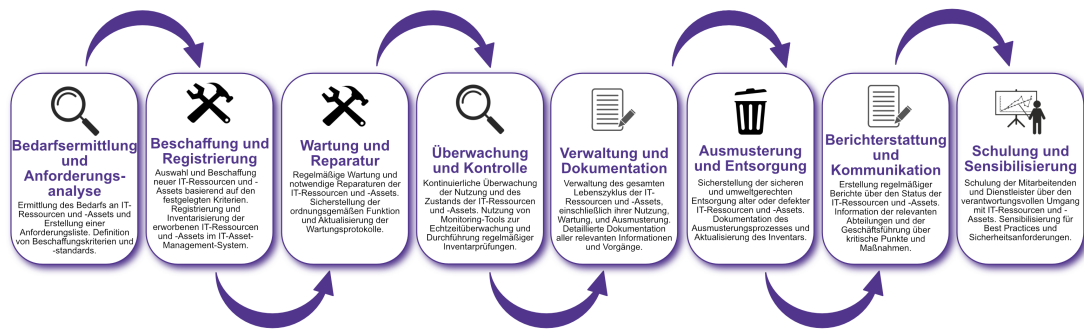 Bedarfsermittlung
und
Anforderungs-
analyse
Ermittlung des Bedarfs an IT-
Ressourcen und -Assets und
Erstellung einer
Anforderungsliste. Definition
von Beschaffungskriterien und
-standards.
Beschaffung und
Registrierung
Auswahl und Beschaffung
neuer IT-Ressourcen und -
Assets basierend auf den
festgelegten Kriterien.
Registrierung und
Inventarisierung der
erworbenen IT-Ressourcen
und -Assets im IT-Asset-
Management-System.
Wartung und
Reparatur
Regelmäßige Wartung und
notwendige Reparaturen der
IT-Ressourcen und -Assets.
Sicherstellung der
ordnungsgemäßen Funktion
und Aktualisierung der
Wartungsprotokolle.
Überwachung
und Kontrolle
Kontinuierliche Überwachung
der Nutzung und des
Zustands der IT-Ressourcen
und -Assets. Nutzung von
Monitoring-Tools zur
Echtzeitüberwachung und
Durchführung regelmäßiger
Inventarprüfungen.
Verwaltung und
Dokumentation
Verwaltung des gesamten
Lebenszyklus der IT-
Ressourcen und -Assets,
einschließlich ihrer Nutzung,
Wartung, und Ausmusterung.
Detaillierte Dokumentation
aller relevanten Informationen
und Vorgänge.
Ausmusterung
und Entsorgung
Sicherstellung der sicheren
und umweltgerechten
Entsorgung alter oder defekter
IT-Ressourcen und -Assets.
Dokumentation des
Ausmusterungsprozesses und
Aktualisierung des Inventars.
Berichterstattung
und
Kommunikation
Erstellung regelmäßiger
Berichte über den Status der
IT-Ressourcen und -Assets.
Information der relevanten
Abteilungen und der
Geschäftsführung über
kritische Punkte und
Maßnahmen.
Schulung und
Sensibilisierung
Schulung der Mitarbeitenden
und Dienstleister über den
verantwortungsvollen Umgang
mit IT-Ressourcen und -
Assets. Sensibilisierung für
Best Practices und
Sicherheitsanforderungen.